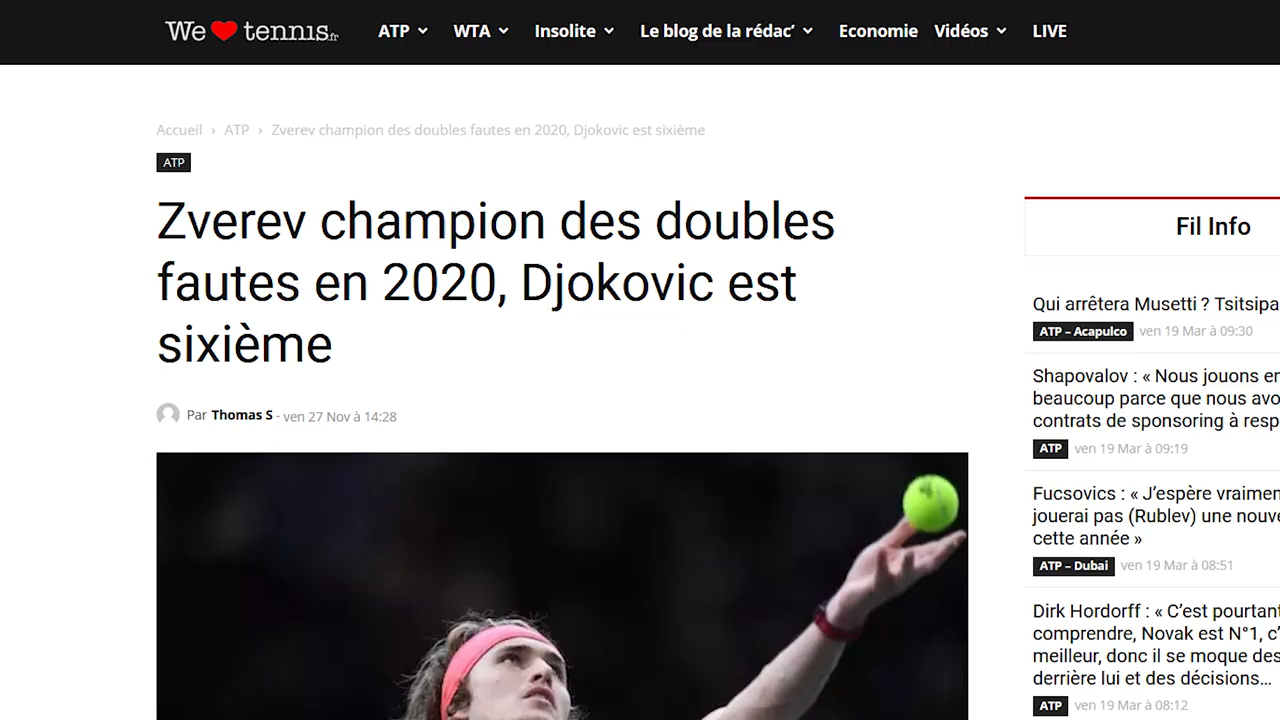 We tennis.fr
ATP WTA Insolite Le blog de la rédac’ Economie Vidéos LIVE
Accueil › ATP › Zverev champion des doubles fautes en 2020, Djokovic est sixième
ATP
Zverev champion des doubles
fautes en 2020, Djokovic est
sixième
Par Thomas S - ven 27 Nov à 14:28
Fil Info
Qui arrêtera Musetti ? Tsitsipa
ATP – Acapulco ven 19 Mar à 09:30
Shapovalov : « Nous jouons en
beaucoup parce que nous avo
contrats de sponsoring à resp
ATP ven 19 Mar à 09:19
Fucsovics : « J’espère vraimen
jouerai pas (Rublev) une nouve
cette année »
ATP – Dubai ven 19 Mar à 08:51
Dirk Hordorff : « C’est pourtant
comprendre, Novak est N°1, c’
meilleur, donc il se moque des
derrière lui et des décisions…
ATP ven 19 Mar à 08:12